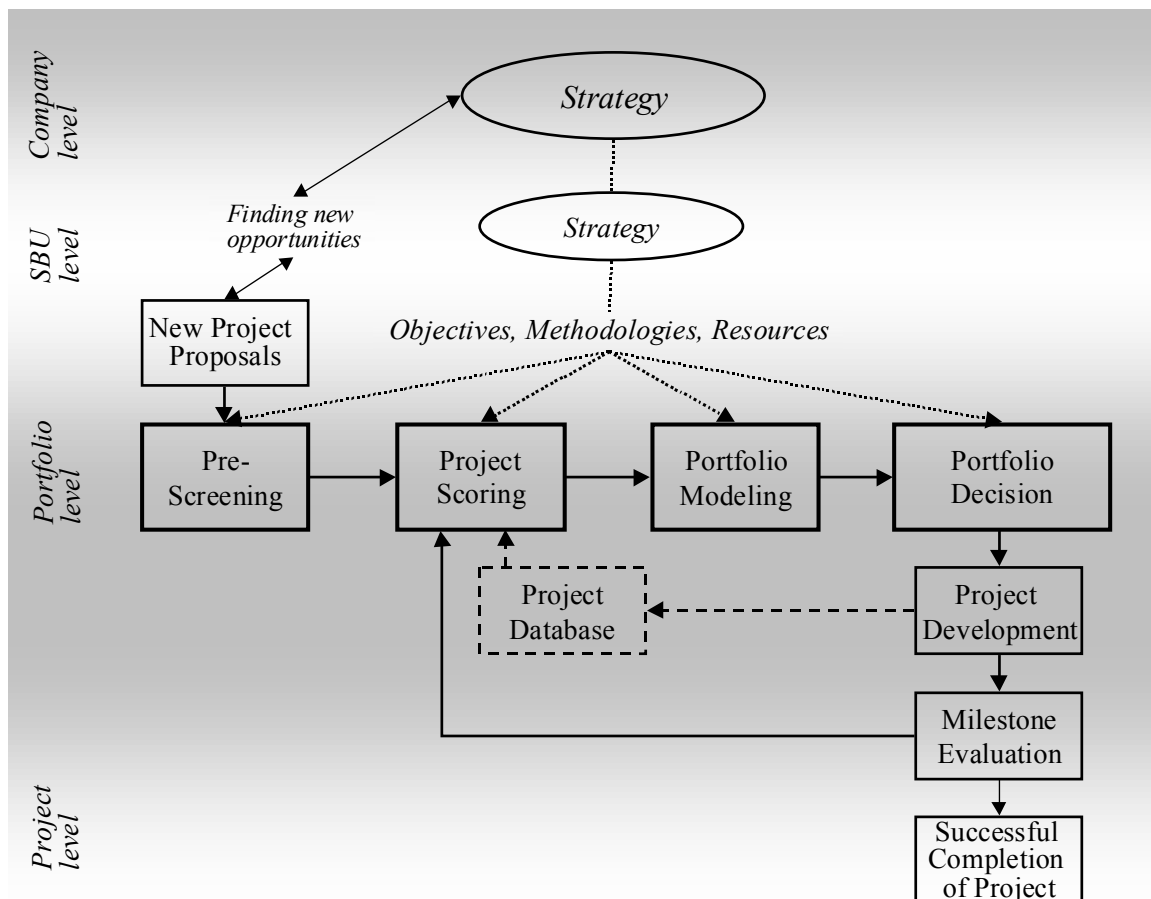 Company
level
Strategy
SBU
level
Finding new
opportunities
Strategy
New Project
Proposals
Objectives, Methodologies, Resources
Portfolio
level
Pre-
Screening
Project
Scoring
Portfolio
Modeling
Portfolio
Decision
Project
Database
Project
Development
Milestone
Evaluation
Project
level
Successful
Completion
of Project